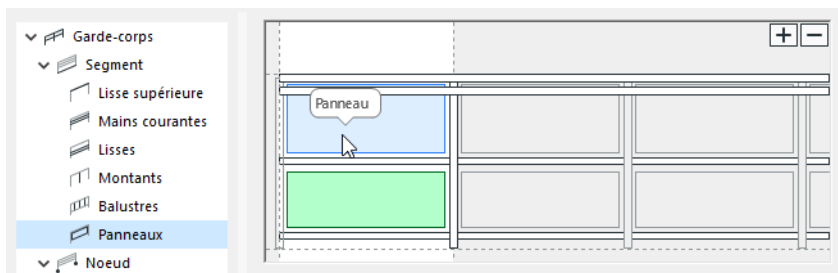 Garde-corps
Segment
Lisse supérieure
Mains courantes
Lisses
Montants
Balustres
Panneaux
Noeud
Panneau